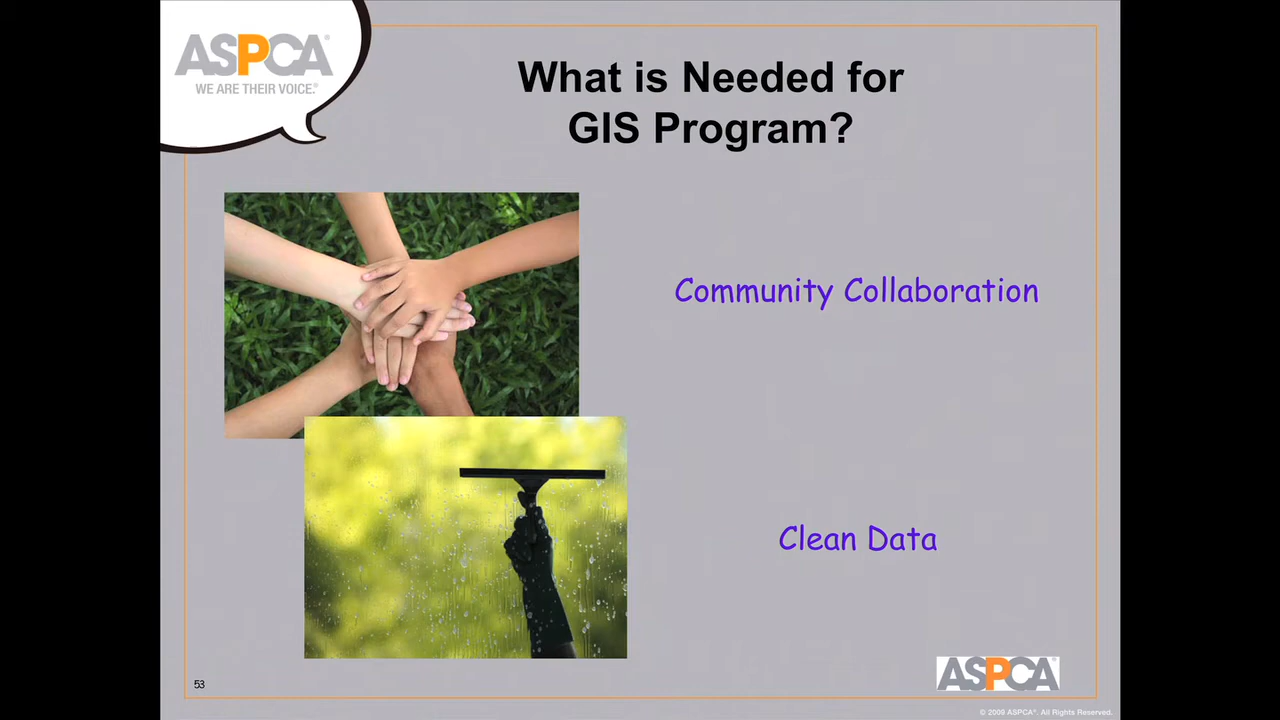 ASPCA®
WE ARE THEIR VOICE.®
What is Needed for
GIS Program?
Community Collaboration
Clean Data
53
ASPCA®
© 2009 ASPCA®. All Rights Reserved.